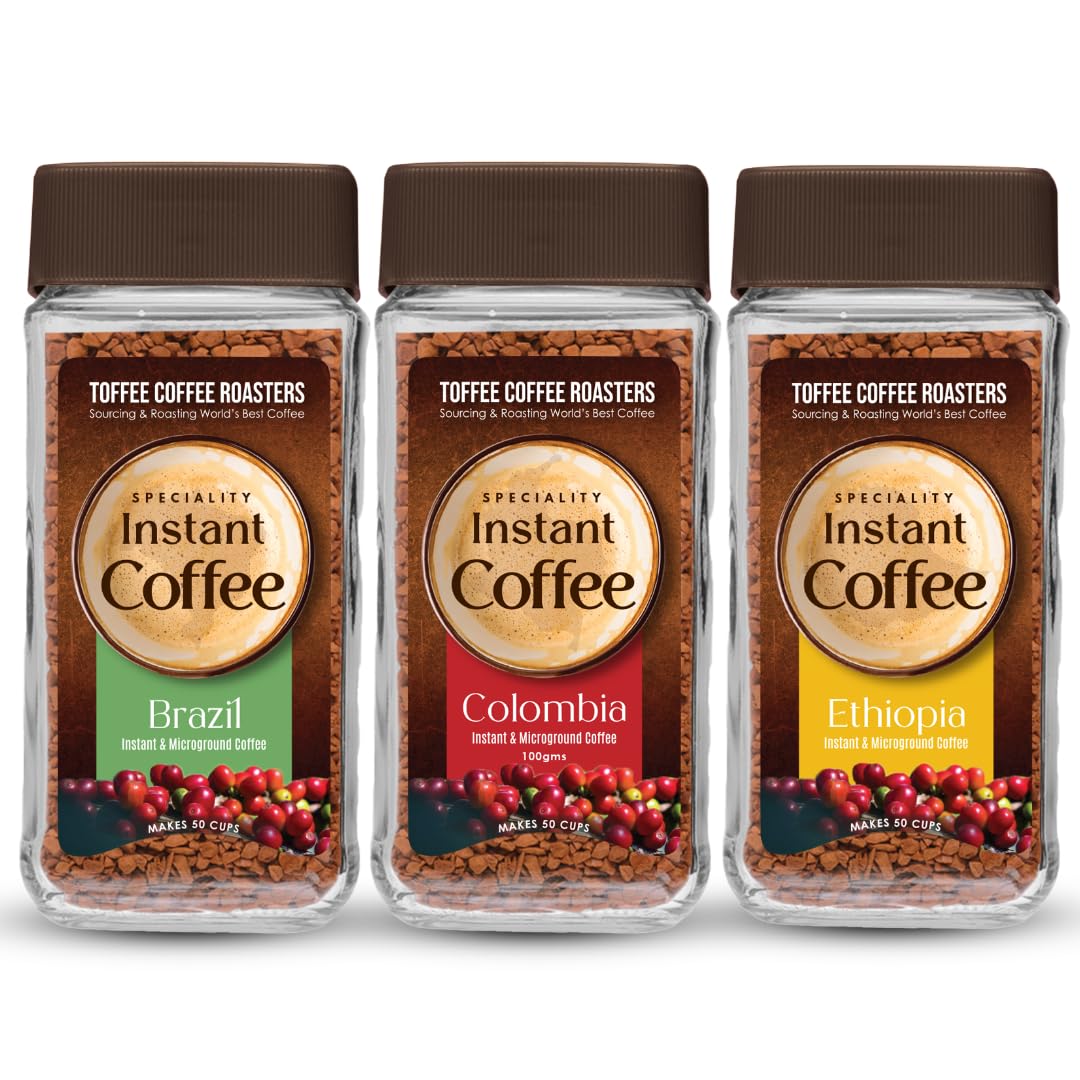 TOFFEE COFFEE ROASTERS
Sourcing & Roasting World's Best Coffee
SPECIALITY
Instant
Coffee
Brazil
Instant & Microground Coffee
MAKES 50 CUPS
TOFFEE COFFEE ROASTERS
Sourcing & Roasting World's Best Coffee
SPECIALITY
Instant
Coffee
Colombia
Instant & Microground Coffee
100gms
MAKES 50 CUPS
TOFFEE COFFEE ROASTERS
Sourcing & Roasting World's Best Coffee
SPECIALITY
Instant
Coffee
Ethiopia
Instant & Microground Coffee
MAKES 50 CUPS